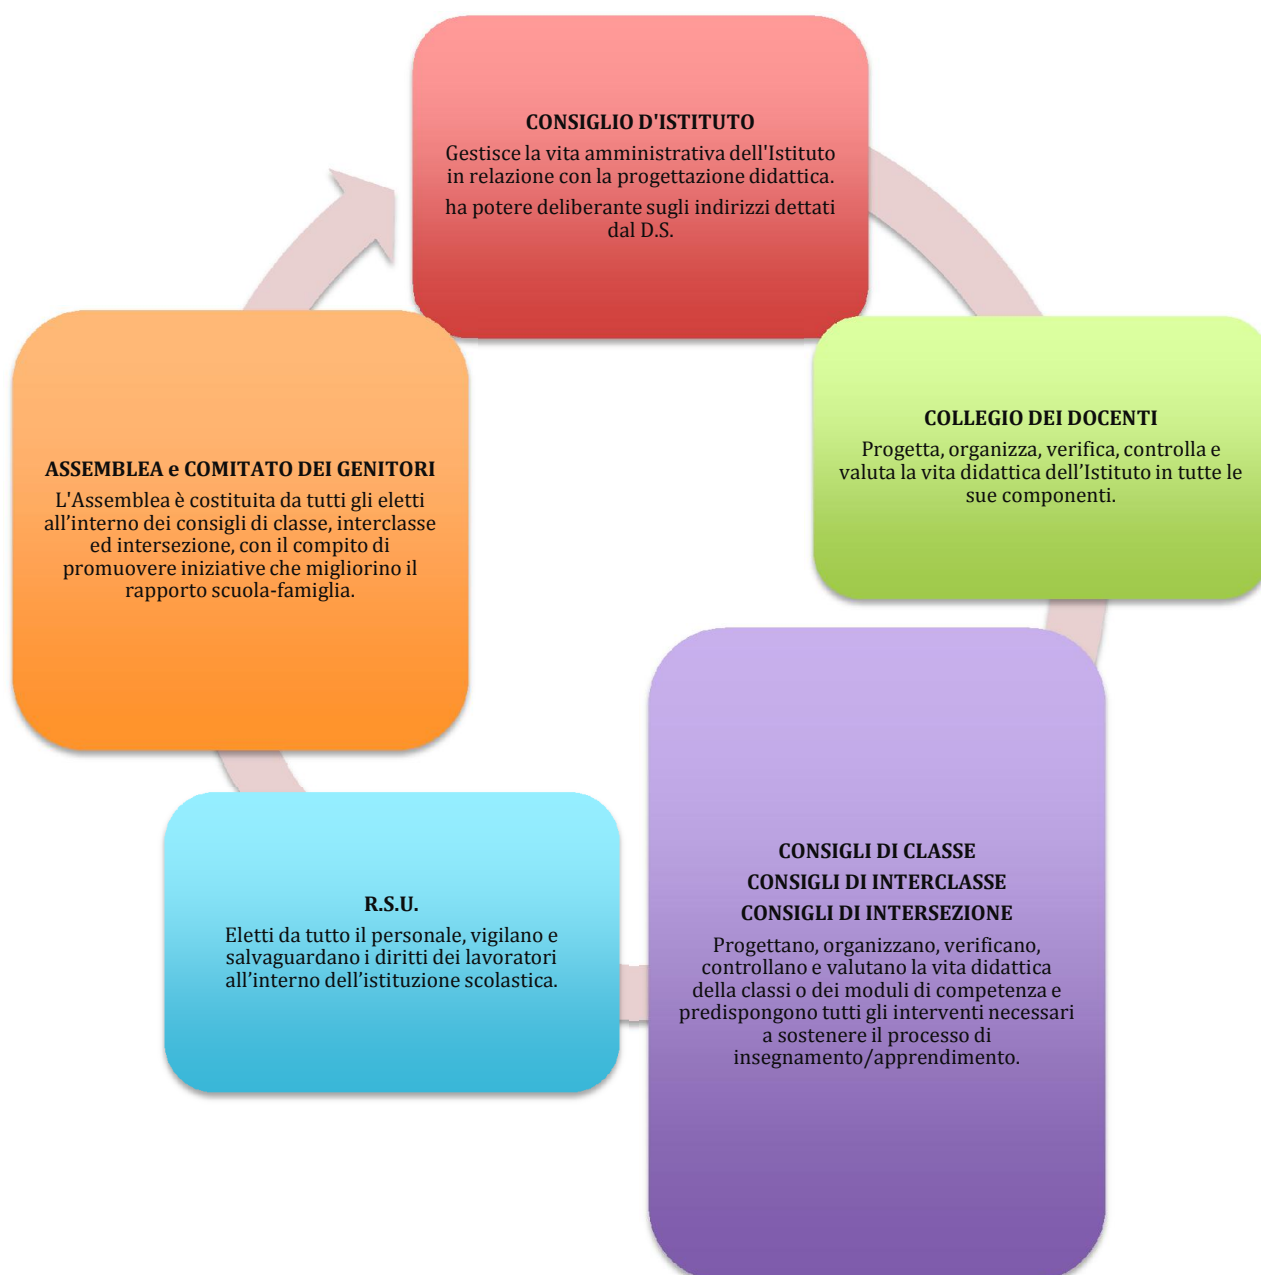 CONSIGLIO D'ISTITUTO
Gestisce la vita amministrativa dell'Istituto
in relazione con la progettazione didattica.
ha potere deliberante sugli indirizzi dettati
dal D.S.
COLLEGIO DEI DOCENTI
Progetta, organizza, verifica, controlla e
valuta la vita didattica dell’Istituto in tutte le
sue componenti.
CONSIGLI DI CLASSE
CONSIGLI DI INTERCLASSE
CONSIGLI DI INTERSEZIONE
Progettano, organizzano, verificano,
controllano e valutano la vita didattica
della classi o dei moduli di competenza e
predispongono tutti gli interventi necessari
a sostenere il processo di
insegnamento/apprendimento.
R.S.U.
Eletti da tutto il personale, vigilano e
salvaguardano i diritti dei lavoratori
all’interno dell’istituzione scolastica.
ASSEMBLEA e COMITATO DEI GENITORI
L'Assemblea è costituita da tutti gli eletti
all’interno dei consigli di classe, interclasse
ed intersezione, con il compito di
promuovere iniziative che migliorino il
rapporto scuola-famiglia.